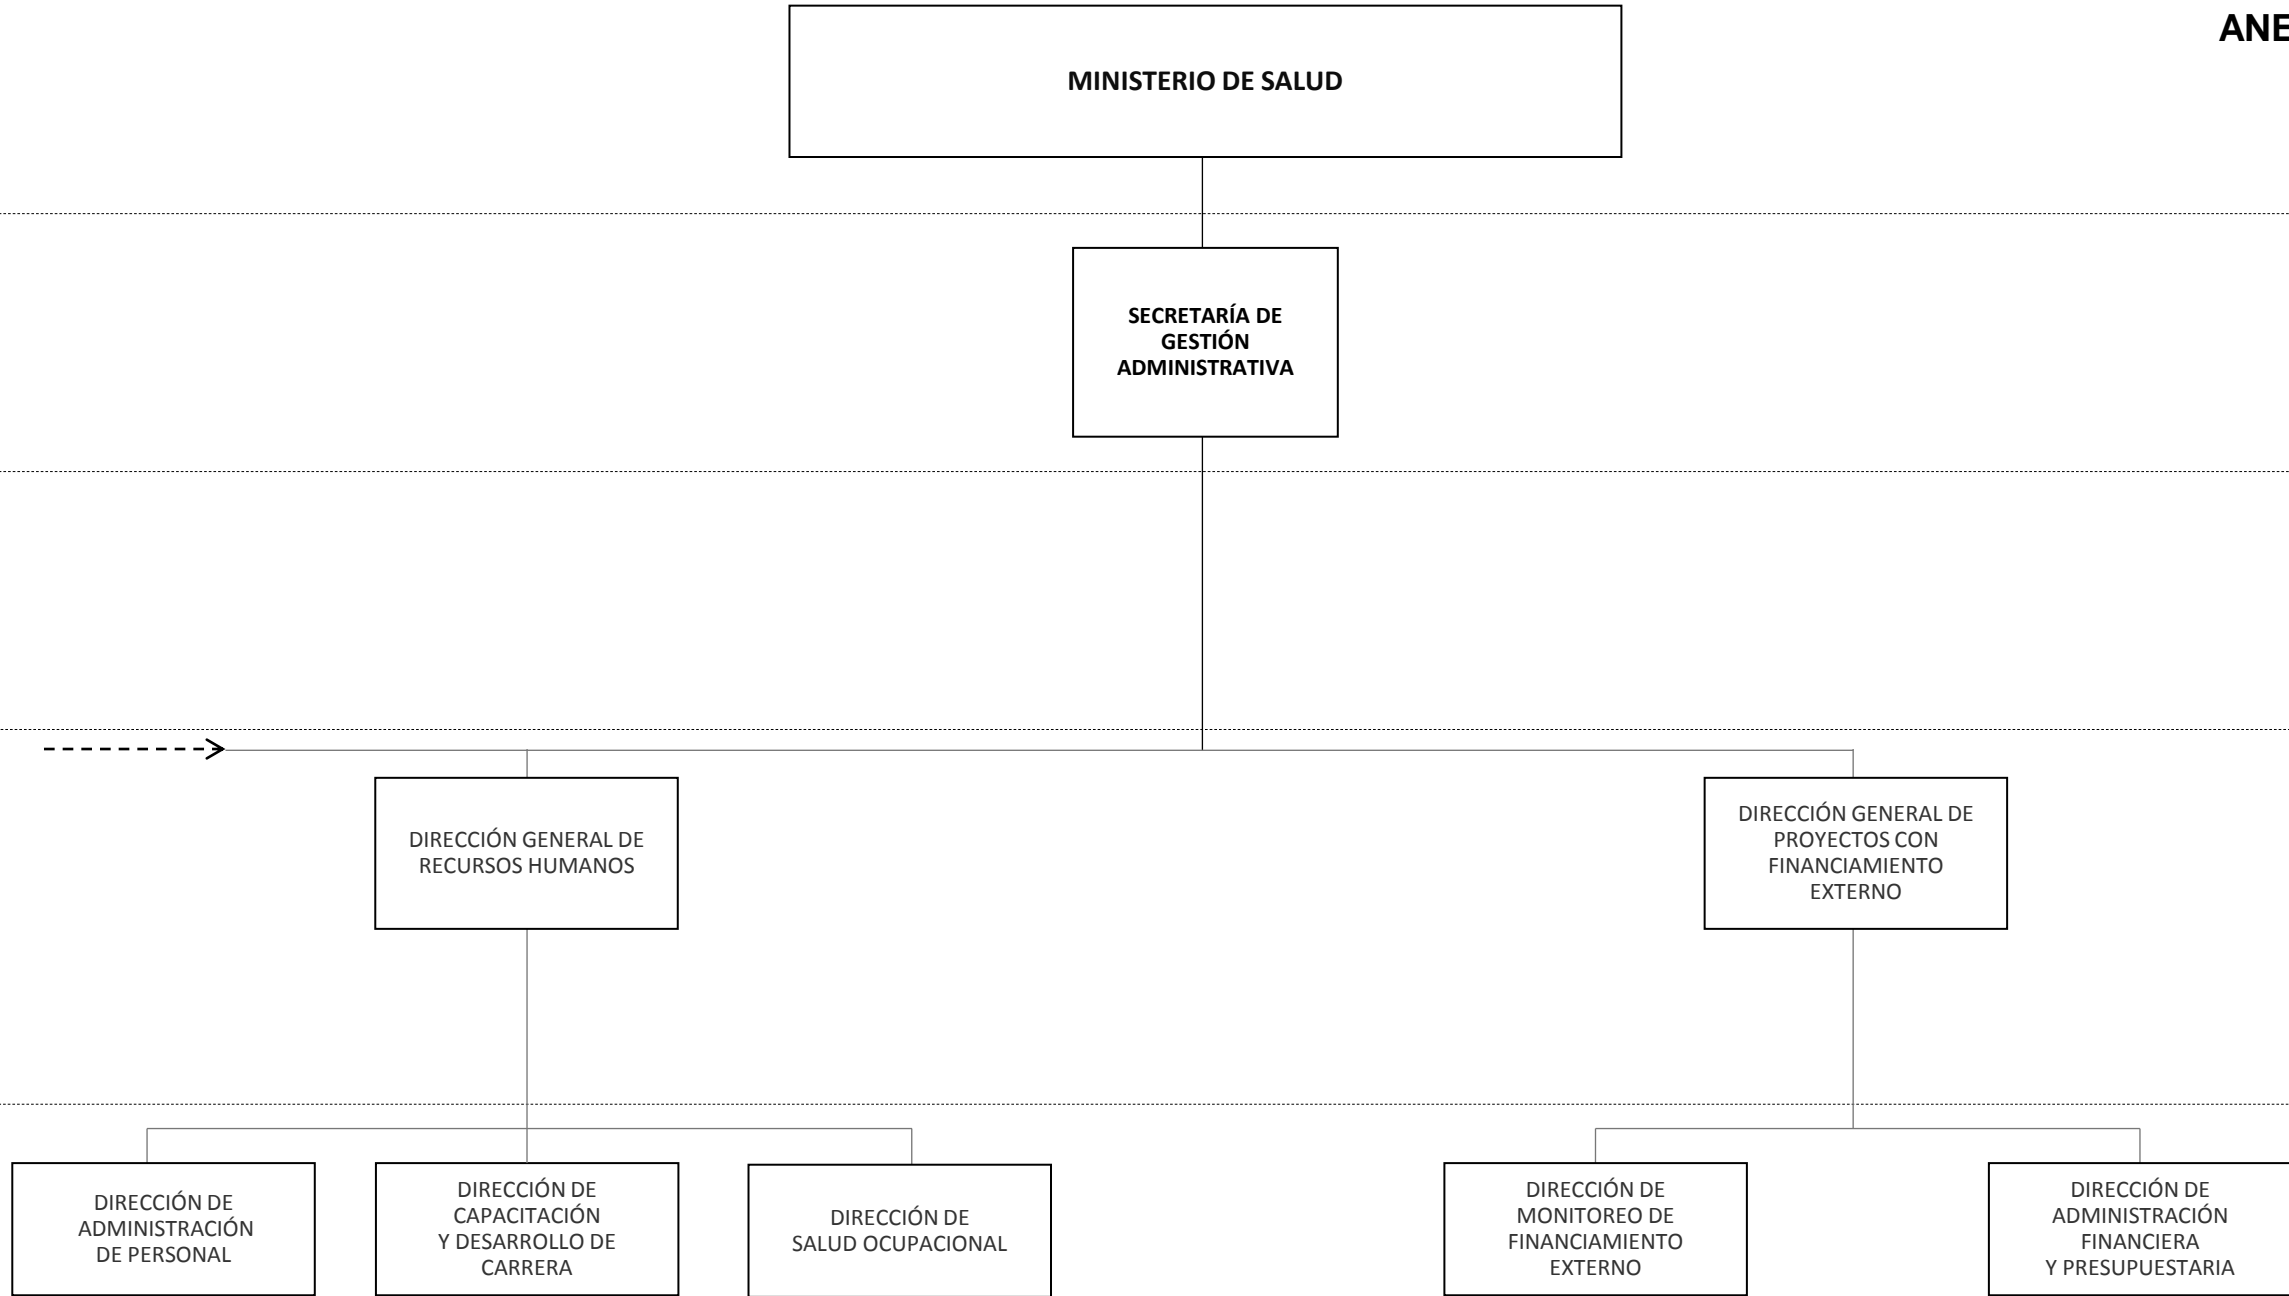 ANE
MINISTERIO DE SALUD
SECRETARÍA DE
GESTIÓN
ADMINISTRATIVA
DIRECCIÓN GENERAL DE
RECURSOS HUMANOS
DIRECCIÓN GENERAL DE
PROYECTOS CON
FINANCIAMIENTO
EXTERNO
DIRECCIÓN DE
ADMINISTRACIÓN
DE PERSONAL
DIRECCIÓN DE
CAPACITACIÓN
Y DESARROLLO DE
CARRERA
DIRECCIÓN DE
SALUD OCUPACIONAL
DIRECCIÓN DE
MONITOREO DE
FINANCIAMIENTO
EXTERNO
DIRECCIÓN DE
ADMINISTRACIÓN
FINANCIERA
Y PRESUPUESTARIA